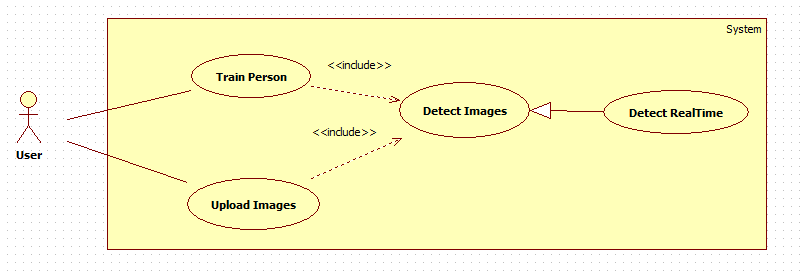 System
Train Person
<<include>>
Detect Images
Detect RealTime
<<include>>
User
Upload Images